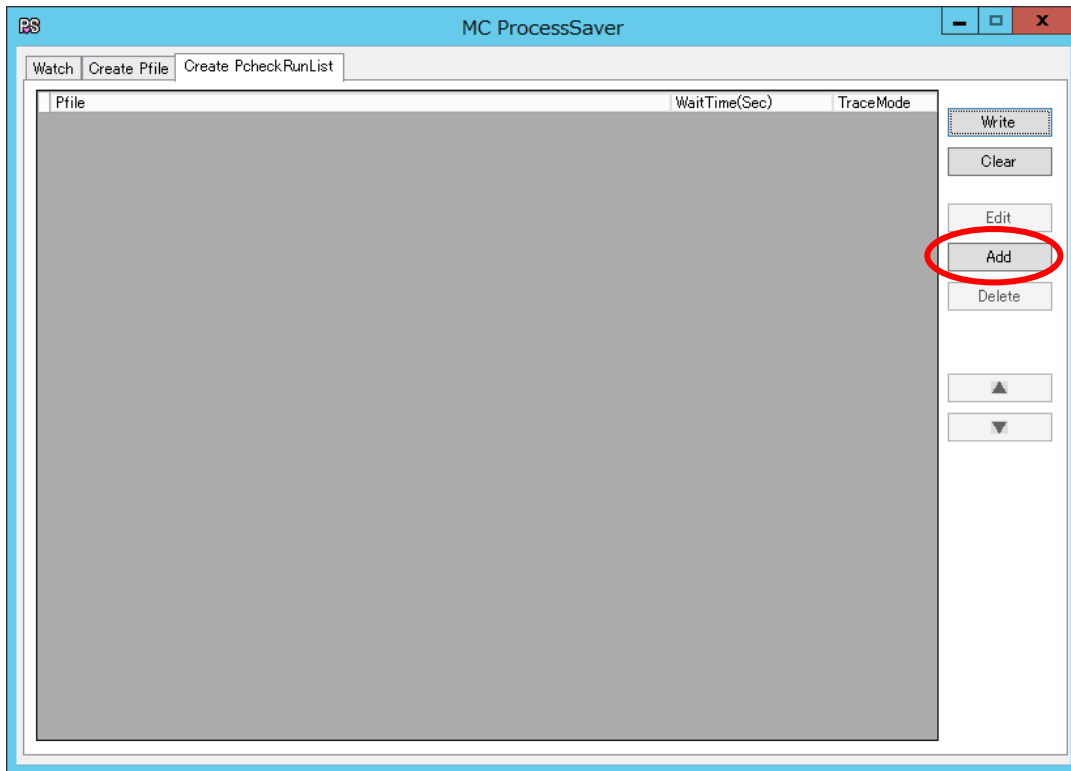 PS
MC ProcessSaver
X
Watch Create Pfile Create PcheckRunList
Pfile WaitTime(Sec) TraceMode
Write
Clear
Edit
Add
Delete